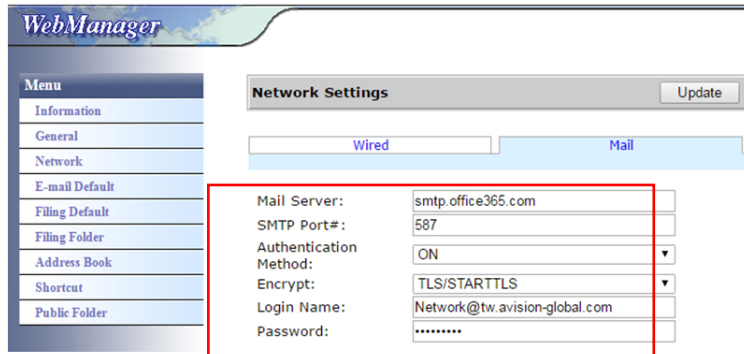 WebManager
Menu
Information
General
Network
E-mail Default
Filing Default
Filing Folder
Address Book
Shortcut
Public Folder
Network Settings
Update
Wired
Mail
Mail Server: smtp.office365.com
SMTP Port#: 587
Authentication
Method: ON
Encrypt: TLS/STARTTLS
Login Name: Network@tw.avision-global.com
Password: •••••••••